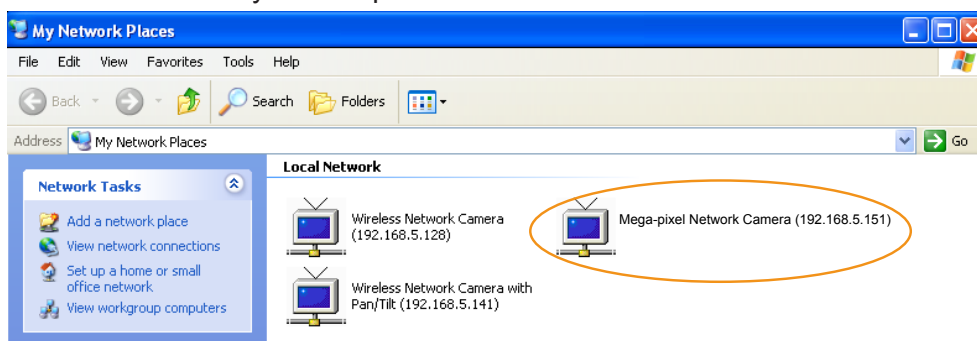 My Network Places
File Edit View Favorites Tools Help
Back Search Folders
Address My Network Places Go
Local Network
Network Tasks
Add a network place
View network connections
Set up a home or small
office network
View workgroup computers
Wireless Network Camera
(192.168.5.128)
Mega-pixel Network Camera (192.168.5.151)
Wireless Network Camera with
Pan/Tilt (192.168.5.141)